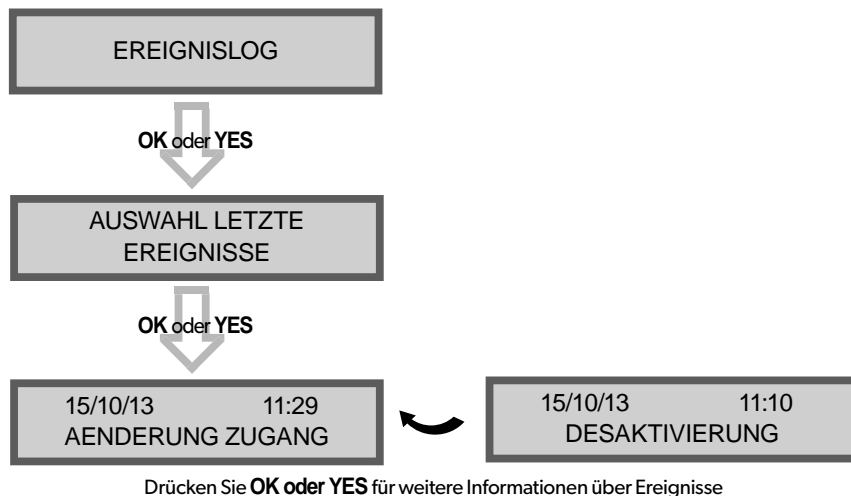 EREIGNISLOG
OK oder YES
AUSWAHL LETZTE
EREIGNISSE
OK oder YES
15/10/13 11:29
AENDERUNG ZUGANG
15/10/13 11:10
DESAKTIVIERUNG
Drücken Sie OK oder YES für weitere Informationen über Ereignisse